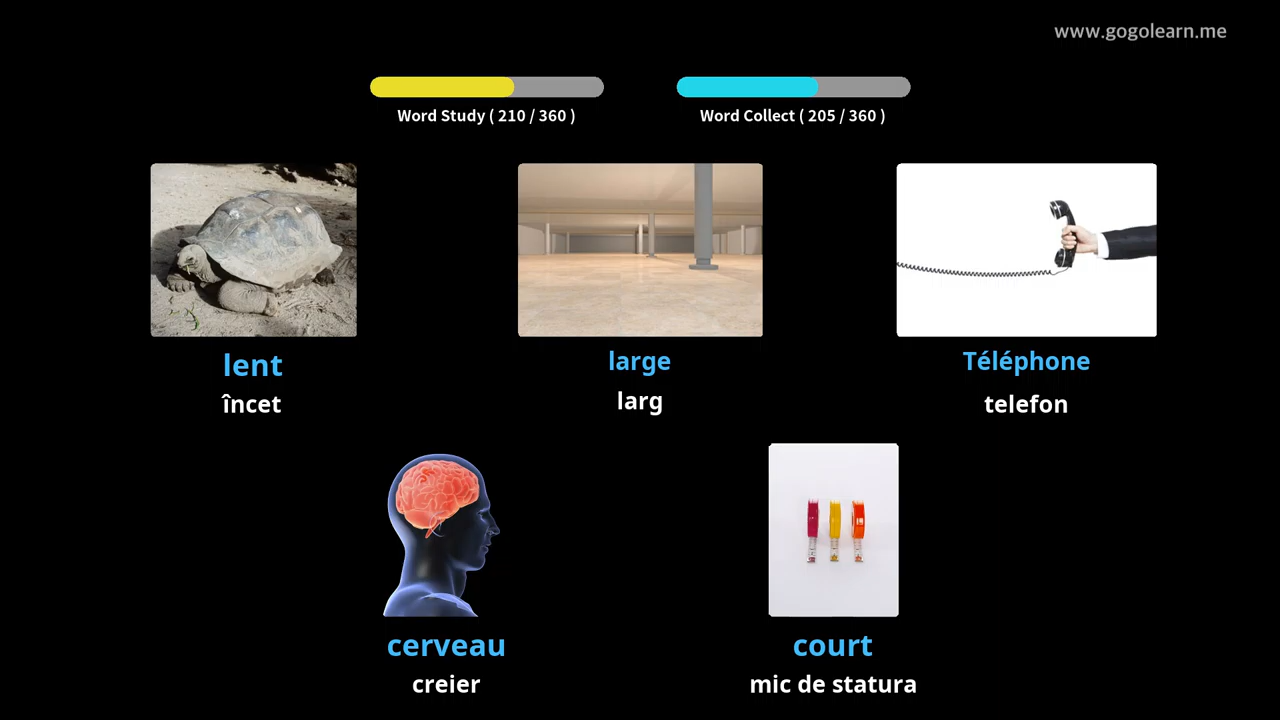 www.gogolearn.me
Word Study ( 210 / 360 )
Word Collect ( 205 / 360 )
lent
încet
large
larg
Téléphone
telefon
cerveau
creier
court
mic de statura